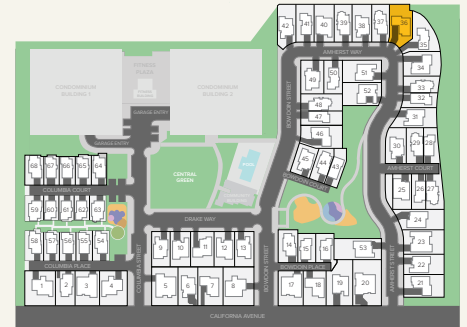 42
41
40
39
38
37
36
35
AMHERST WAY
34
33
32
31
49
50
51
52
48
47
46
45
44
43
BOWDOIN STREET
BOWDOIN COURT
CONDOMINIUM
BUILDING 1
FITNESS
PLAZA
CONDOMINIUM
BUILDING 2
GARAGE ENTRY
GARAGE ENTRY
CENTRAL
GREEN
POOL
68
67
66
65
64
COLUMBIA COURT
59
60
61
62
63
58
57
56
55
54
COLUMBIA PLACE
1
2
3
4
COLUMBIA STREET
DRAKE WAY
9
10
11
12
13
5
6
7
8
BOWDOIN STREET
14
15
16
53
BOWDOIN PLACE
17
18
19
20
AMHERST STREET
30
29
28
AMHERST COURT
25
26
27
24
23
22
21
CALIFORNIA AVENUE